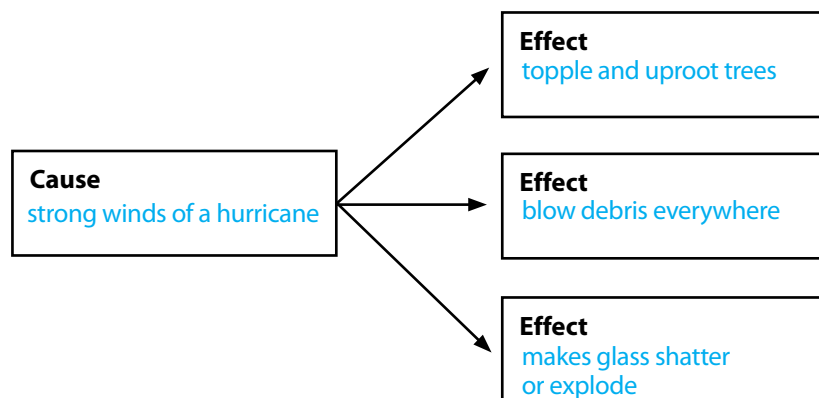 Effect
topple and uproot trees
Cause
strong winds of a hurricane
Effect
blow debris everywhere
Effect
makes glass shatter
or explode